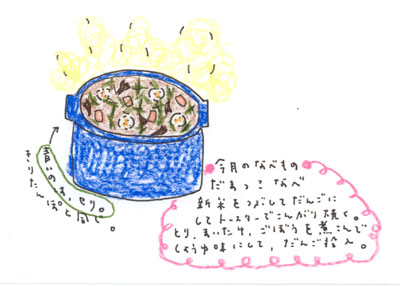 今月のなべもの
だまっこなべ
新米をつぶしてだんごに
してトースターでこんがり焼く。
とり、まいたけ、ごぼうを煮こんで
しょうゆ味にして、だんご投入。
青いのは、せり。
きりたんぽと同じ。